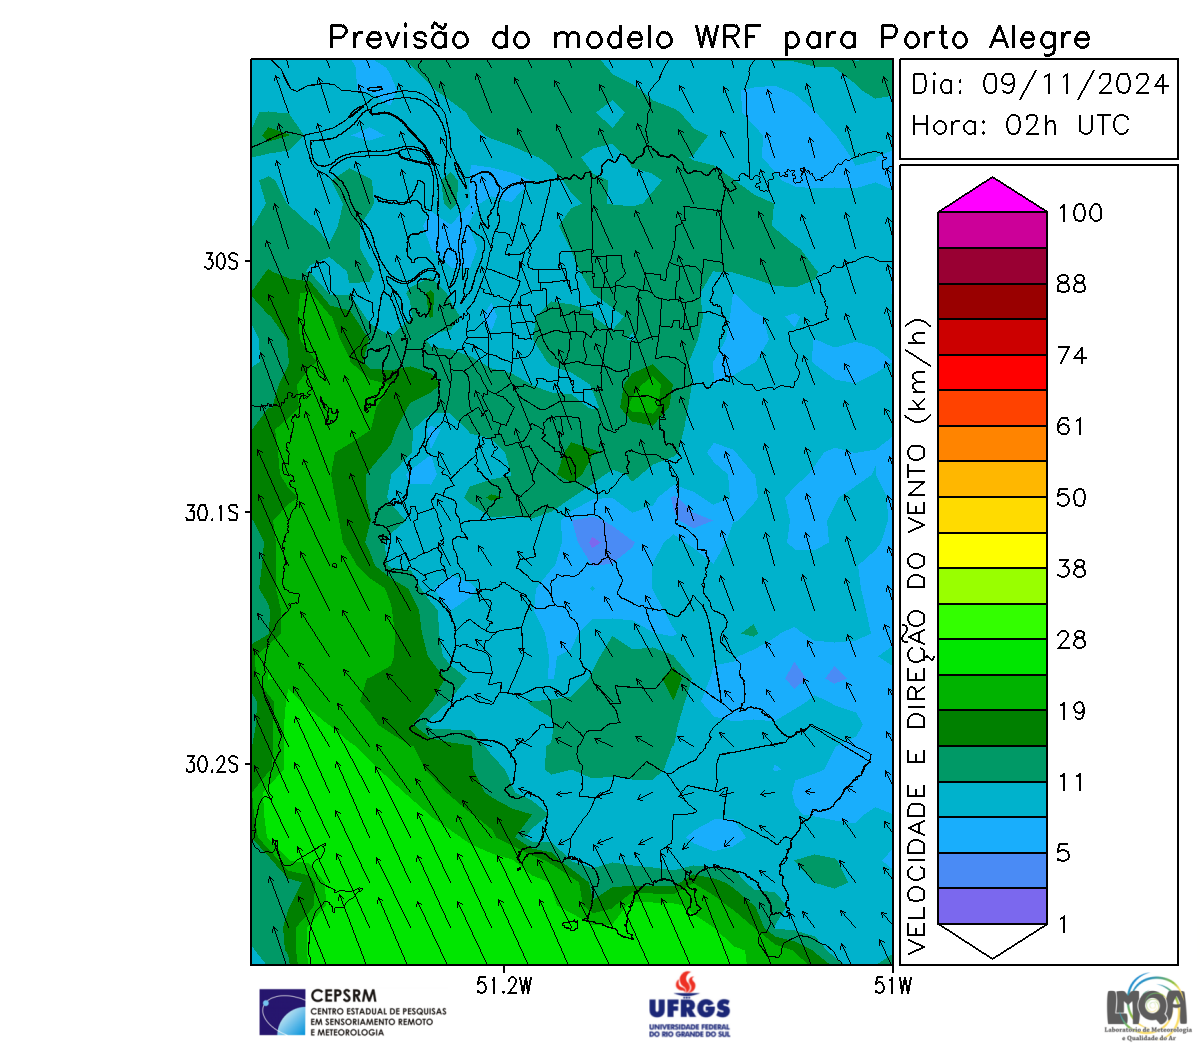 Previsão do modelo WRF para Porto Alegre
Dia: 09/11/2024
Hora: 02h UTC
30S
30.1S
30.2S
51.2W
51W
VELOCIDADE E DIREÇÃO DO VENTO (km/h)
100
88
74
61
50
38
28
19
11
5
1
CEPSRM
CENTRO ESTADUAL DE PESQUISAS
EM SENSORIAMENTO REMOTO
E METEOROLOGIA
UFRGS
UNIVERSIDADE FEDERAL
DO RIO GRANDE DO SUL
LMQA
Laboratório de Meteorologia
e Qualidade do Ar